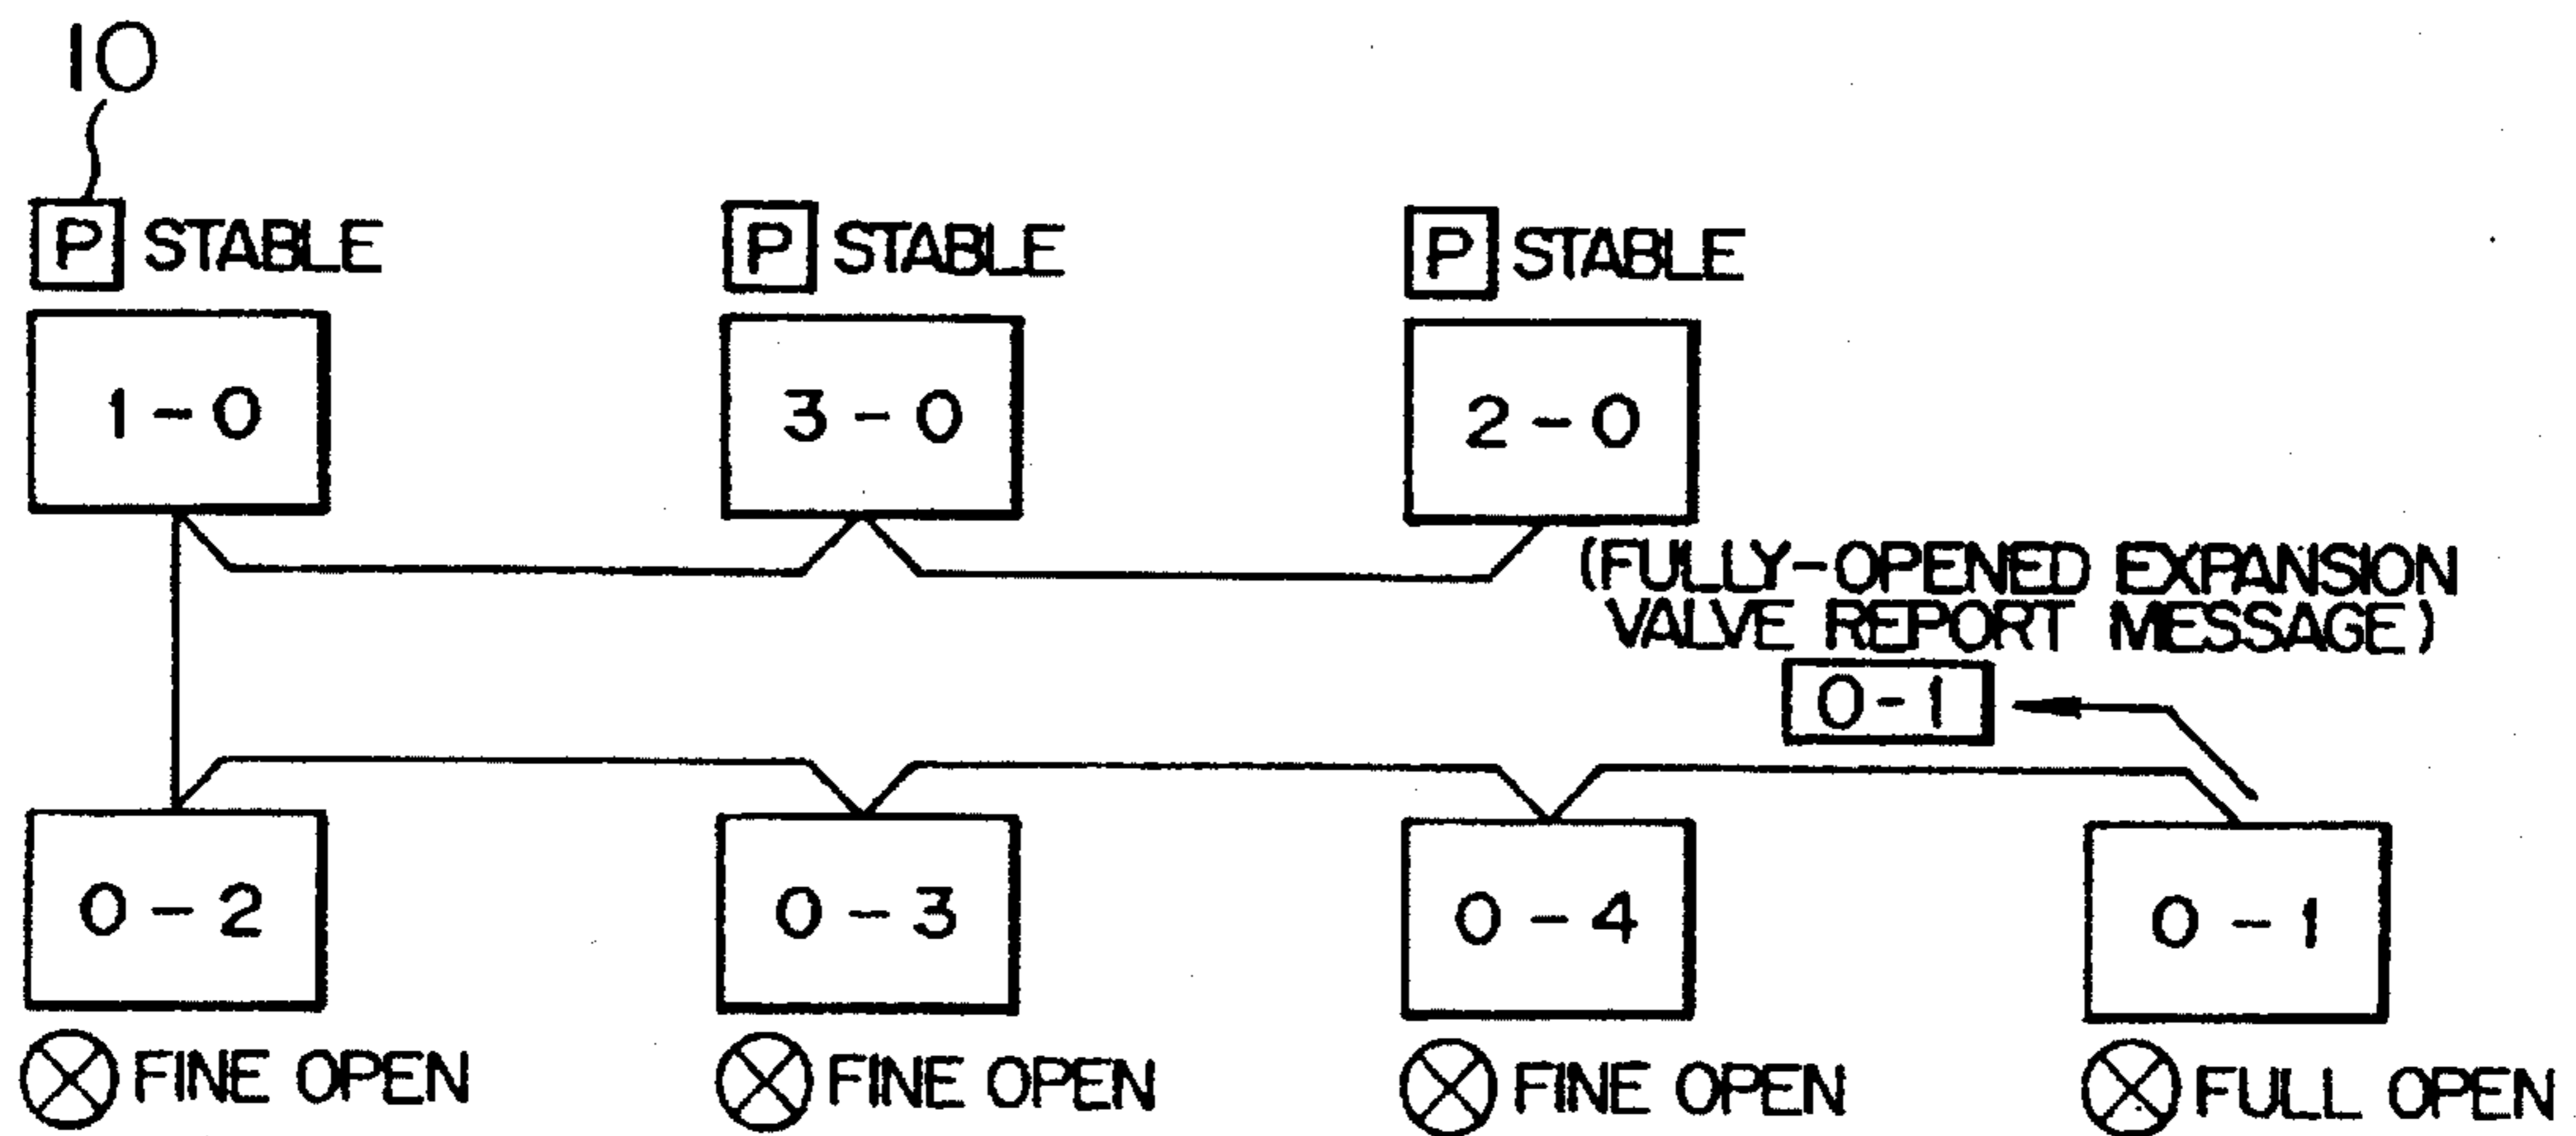 10
P STABLE
P STABLE
P STABLE
1-0
3-0
2-0
(FULLY-OPENED EXPANSION
VALVE REPORT MESSAGE)
0-1
0-2
0-3
0-4
0-1
FINE OPEN
FINE OPEN
FINE OPEN
FULL OPEN